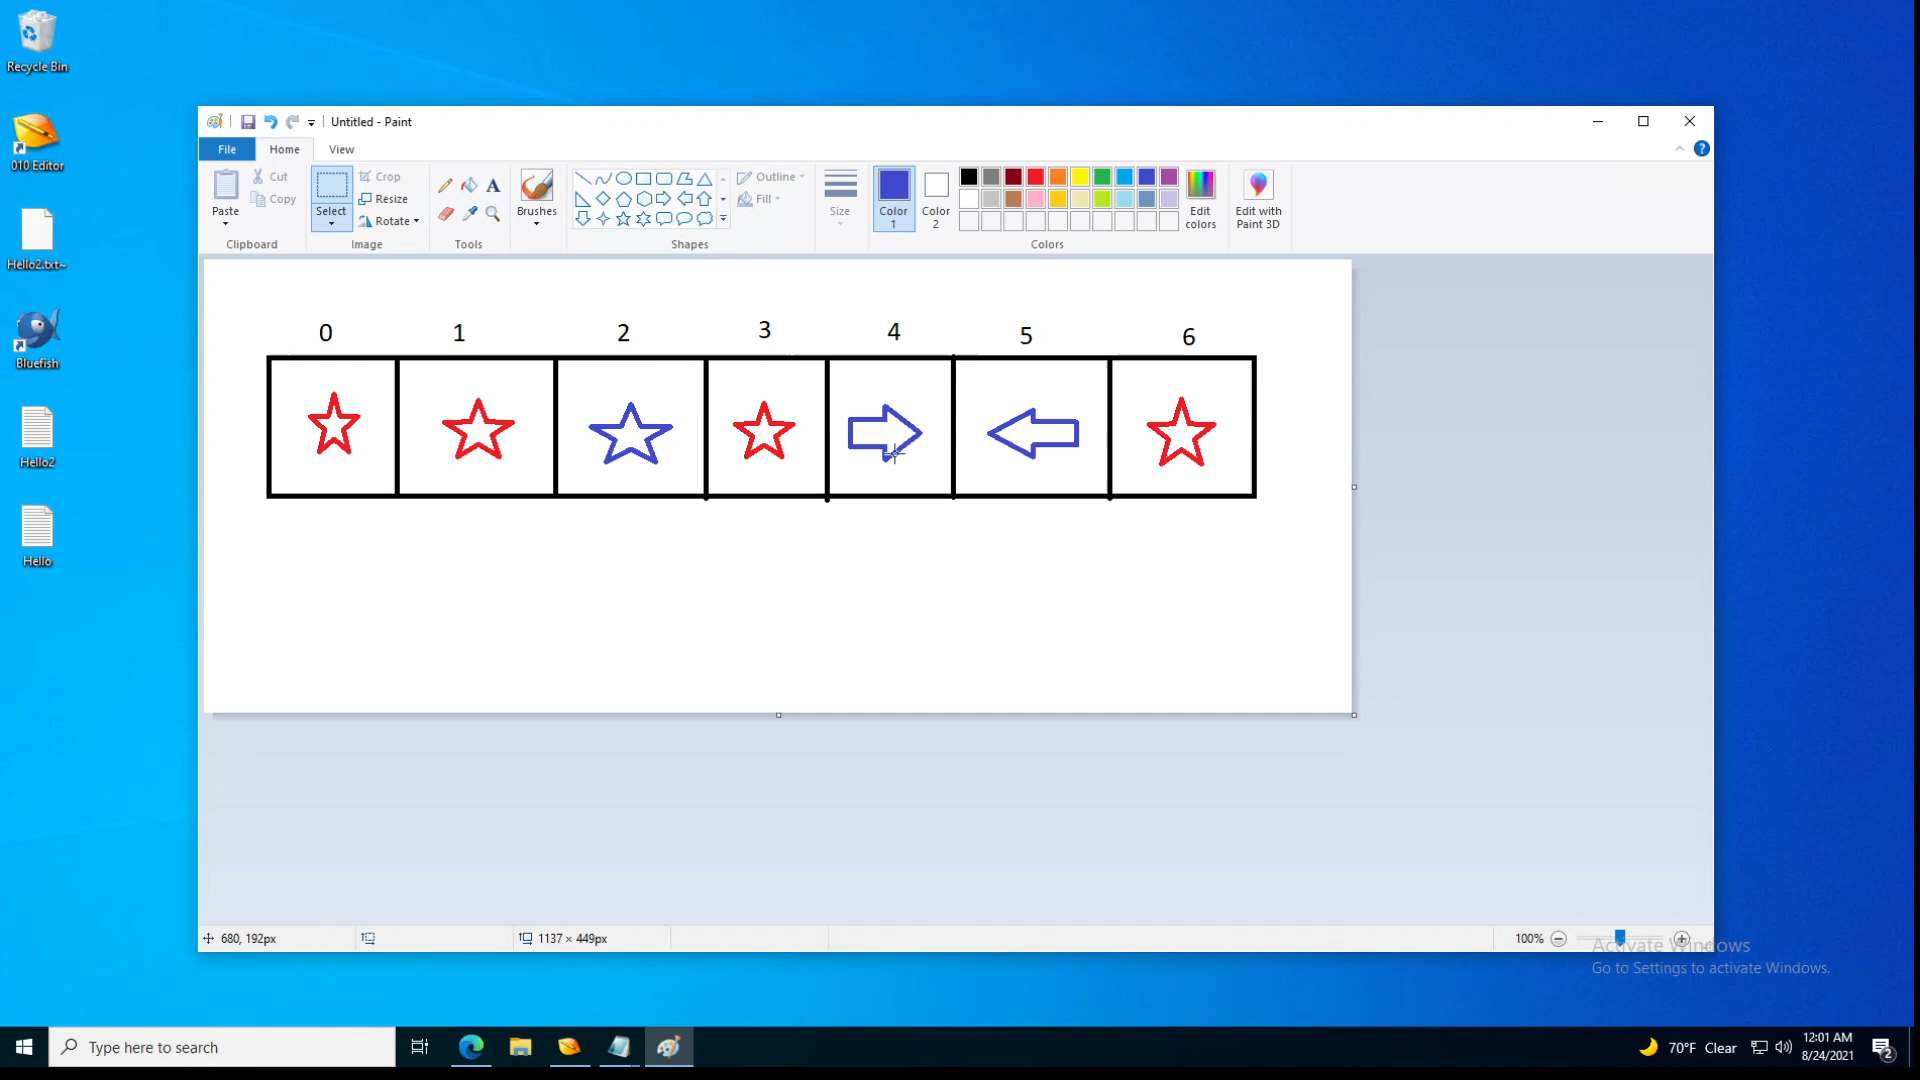 Recycle Bin
010 Editor
Hello2.txt~
Bluefish
Hello2
Hello
Untitled - Paint
File Home View
Paste
Cut
Copy
Clipboard
Select
Crop
Resize
Rotate
Image
A
Tools
Brushes
Shapes
Outline
Fill
Size
Color 1
Color 2
Colors
Edit colors
Edit with Paint 3D
?
0 1 2 3 4 5 6
680, 192px
1137 × 449px
100%
Activate Windows
Go to Settings to activate Windows.
Type here to search
70°F Clear
12:01 AM
8/24/2021
2